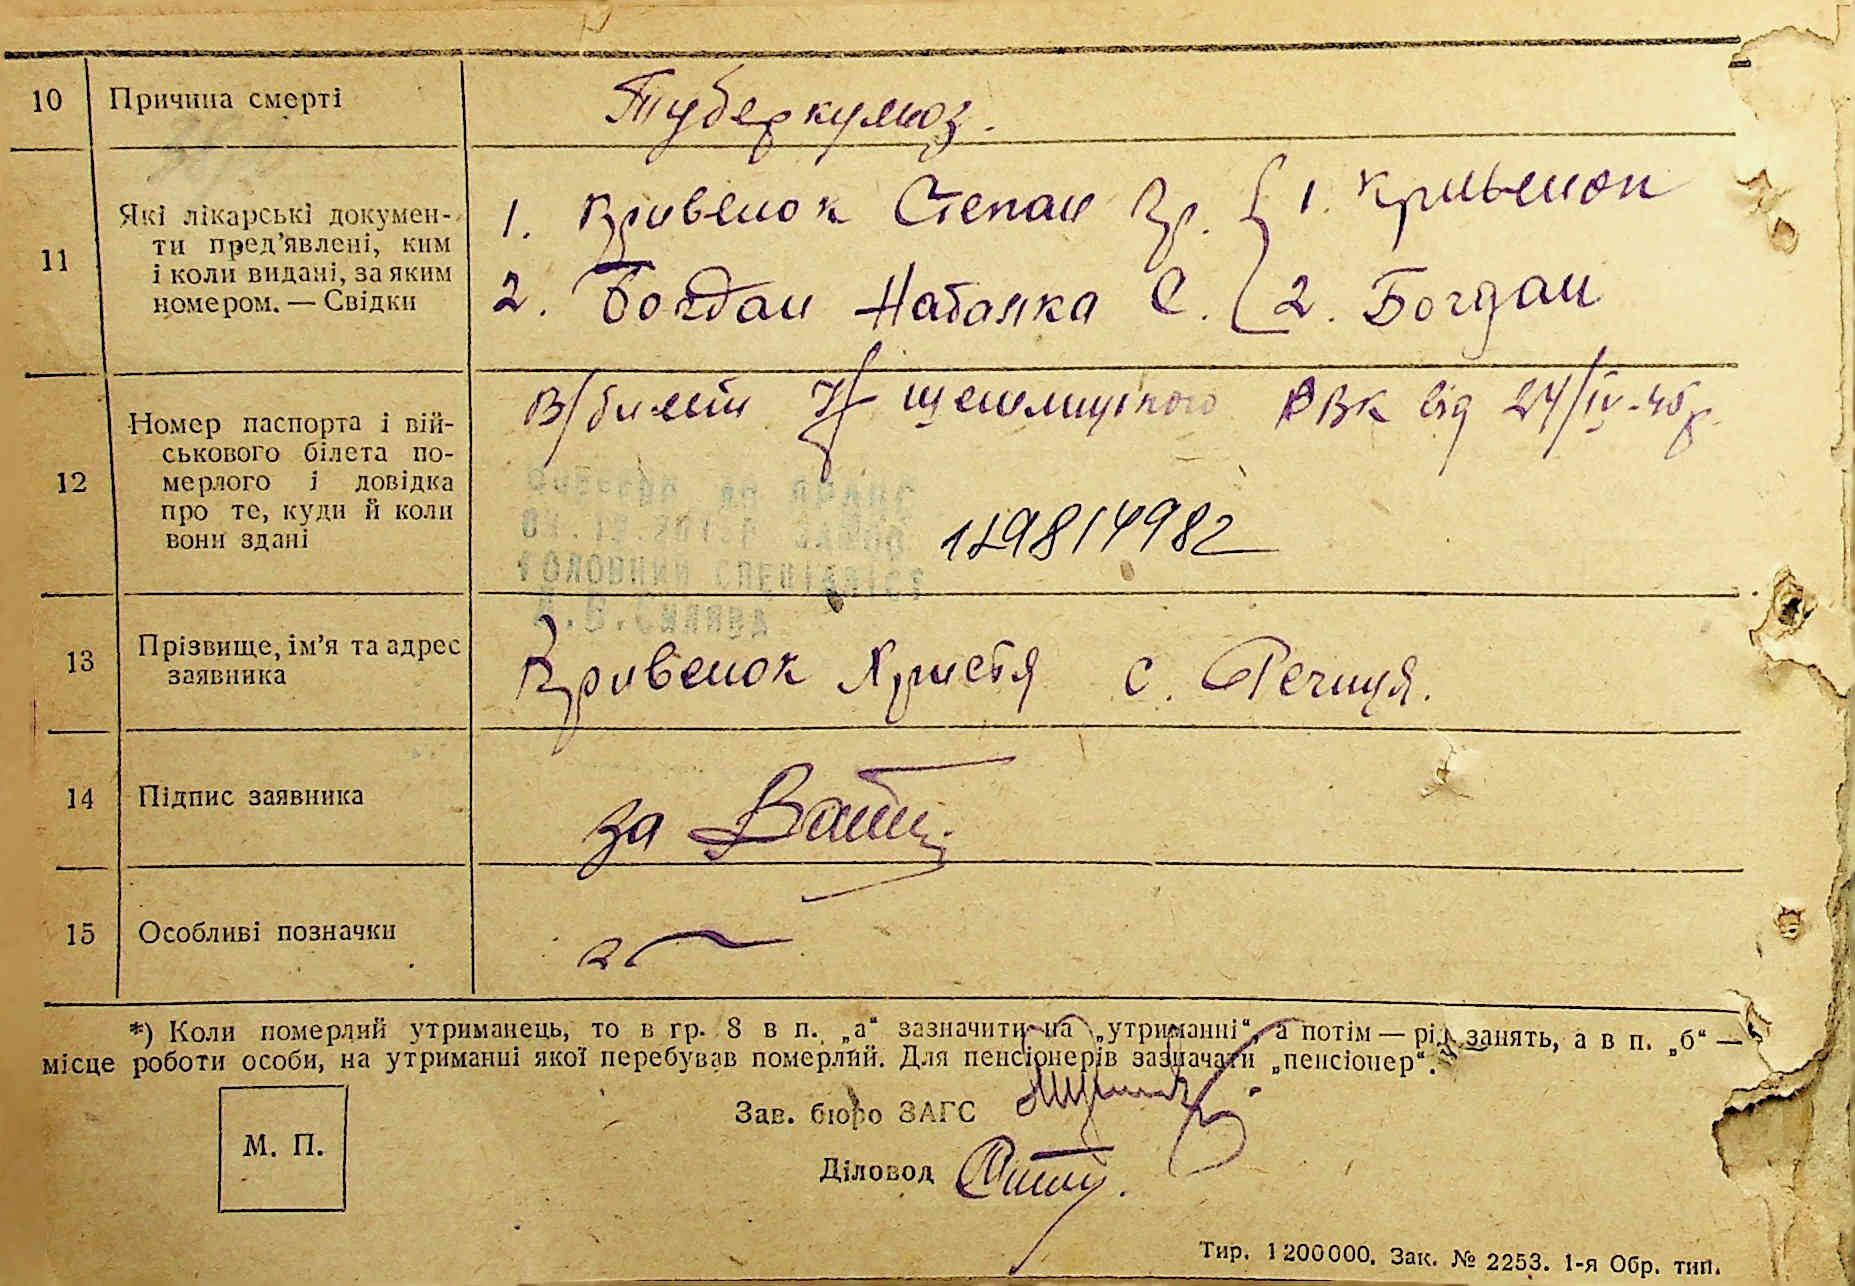 10 Причина смерті Туберкульоз.
11 Які лікарські докумен-
ти пред’явлені, ким
і коли видані, за яким
номером. — Свідки
1. Кривенок Степан Гр. { 1. Кривенок
2. Богдан Наталка С. { 2. Богдан
12 Номер паспорта і вій-
ськового білета по-
мерлого і довідка
про те, куди й коли
вони здані
В/билет РВК від 24/IV-45р.
ГОЛОВНИЙ СПЕЦІАЛІСТ
13 Прізвище, ім’я та адрес
заявника
Кривенок Христя с. Речиця.
14 Підпис заявника за
15 Особливі позначки
*) Коли померлий утриманець, то в гр. 8 в п. „а“ зазначити на „утриманні“, а потім — рід занять, а в п. „б“ —
місце роботи особи, на утриманні якої перебував померлий. Для пенсіонерів зазначати „пенсіонер“.
Зав. бюро ЗАГС
М. П.
Діловод
Тир. 1200000. Зак. № 2253. 1-я Обр. тип.